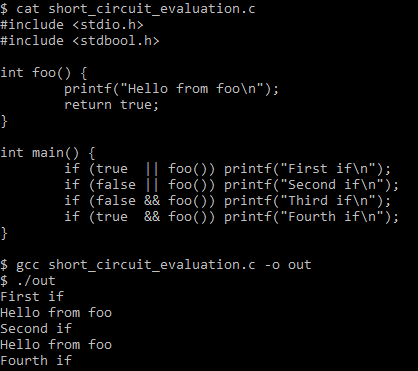 $ cat short_circuit_evaluation.c
#include <stdio.h>
#include <stdbool.h>

int foo() {
        printf("Hello from foo\n");
        return true;
}

int main() {
        if (true  || foo()) printf("First if\n");
        if (false || foo()) printf("Second if\n");
        if (false && foo()) printf("Third if\n");
        if (true  && foo()) printf("Fourth if\n");
}

$ gcc short_circuit_evaluation.c -o out
$ ./out
First if
Hello from foo
Second if
Hello from foo
Fourth if